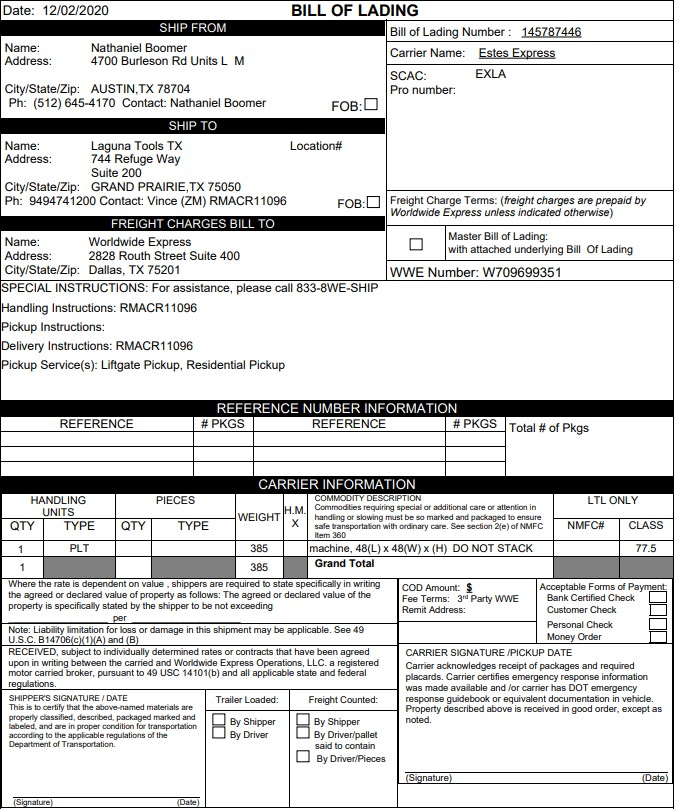 Date: 12/02/2020
BILL OF LADING
SHIP FROM
Name: Nathaniel Boomer
Address: 4700 Burleson Rd Units L M
City/State/Zip: AUSTIN,TX 78704
Ph: (512) 645-4170 Contact: Nathaniel Boomer
FOB:
Bill of Lading Number : 145787446
Carrier Name: Estes Express
SCAC: EXLA
Pro number:
SHIP TO
Name: Laguna Tools TX Location#
Address: 744 Refuge Way
Suite 200
City/State/Zip: GRAND PRAIRIE,TX 75050
Ph: 9494741200 Contact: Vince (ZM) RMACR11096
FOB:
Freight Charge Terms: (freight charges are prepaid by
Worldwide Express unless indicated otherwise)
FREIGHT CHARGES BILL TO
Name: Worldwide Express
Address: 2828 Routh Street Suite 400
City/State/Zip: Dallas, TX 75201
Master Bill of Lading:
with attached underlying Bill Of Lading
WWE Number: W709699351
SPECIAL INSTRUCTIONS: For assistance, please call 833-8WE-SHIP
Handling Instructions: RMACR11096
Pickup Instructions:
Delivery Instructions: RMACR11096
Pickup Service(s): Liftgate Pickup, Residential Pickup
REFERENCE NUMBER INFORMATION
REFERENCE # PKGS REFERENCE # PKGS Total # of Pkgs
CARRIER INFORMATION
HANDLING UNITS
PIECES
WEIGHT
H.M.
X
COMMODITY DESCRIPTION
Commodities requiring special or additional care or attention in
handling or slowing must be so marked and packaged to ensure
safe transportation with ordinary care. See section 2(e) of NMFC
Item 360
LTL ONLY
QTY TYPE QTY TYPE NMFC# CLASS
1 PLT 385 machine, 48(L) x 48(W) x (H) DO NOT STACK 77.5
1 385 Grand Total
Where the rate is dependent on value , shippers are required to state specifically in writing
the agreed or declared value of property as follows: The agreed or declared value of the
property is specifically stated by the shipper to be not exceeding
per
Note: Liability limitation for loss or damage in this shipment may be applicable. See 49
U.S.C. B14706(c)(1)(A) and (B)
COD Amount: $
Fee Terms: 3rd Party WWE
Remit Address:
Acceptable Forms of Payment:
Bank Certified Check
Customer Check
Personal Check
Money Order
RECEIVED, subject to individually determined rates or contracts that have been agreed
upon in writing between the carried and Worldwide Express Operations, LLC. a registered
motor carried broker, pursuant to 49 USC 14101(b) and all applicable state and federal
regulations.
CARRIER SIGNATURE /PICKUP DATE
Carrier acknowledges receipt of packages and required
placards. Carrier certifies emergency response information
was made available and /or carrier has DOT emergency
response guidebook or equivalent documentation in vehicle.
Property described above is received in good order, except as
noted.
(Signature) (Date)
SHIPPER'S SIGNATURE / DATE
This is to certify that the above-named materials are
properly classified, described, packaged marked and
labeled, and are in proper condition for transportation
according to the applicable regulations of the
Department of Transportation.
(Signature) (Date)
Trailer Loaded:
By Shipper
By Driver
Freight Counted:
By Shipper
By Driver/pallet
said to contain
By Driver/Pieces